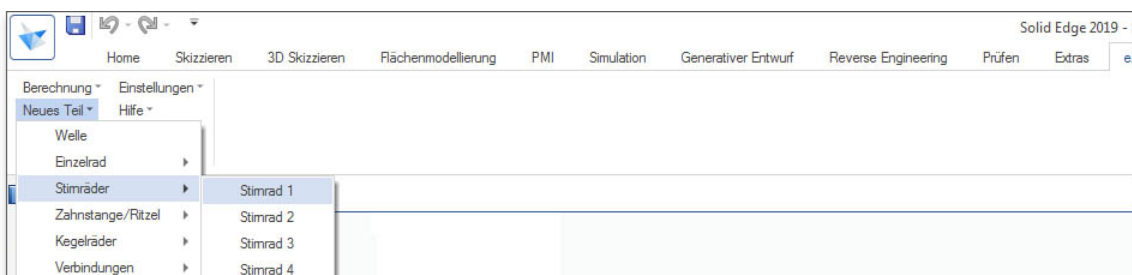 Solid Edge 2019 -
Home Skizzieren 3D Skizzieren Flächenmodellierung PMI Simulation Generativer Entwurf Reverse Engineering Prüfen Extras e
Berechnung Einstellungen
Neues Teil Hilfe
Welle
Einzelrad
Stirnräder Stirnrad 1
Zahnstange/Ritzel Stirnrad 2
Kegelräder Stirnrad 3
Verbindungen Stirnrad 4